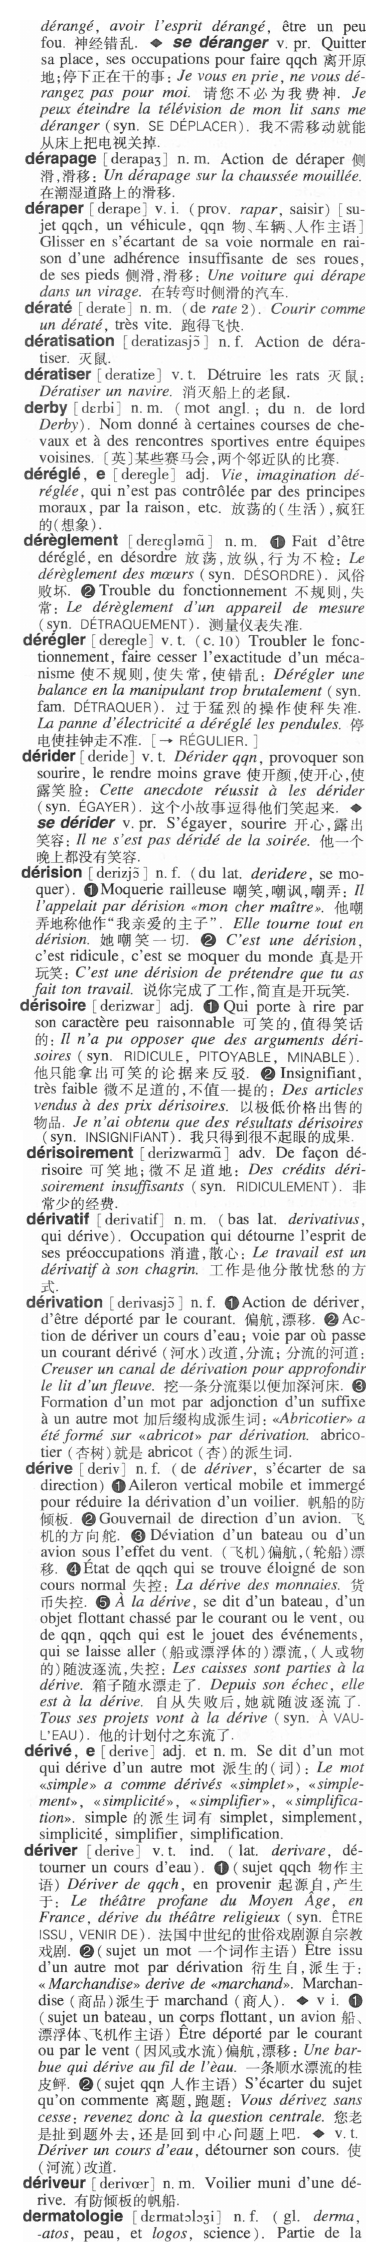 dérangé, avoir l'esprit dérangé, être un peu
fou. 神经错乱. ◆ se déranger v. pr. Quitter
sa place, ses occupations pour faire qqch 离开原
地;停下正在干的事: Je vous en prie, ne vous dé-
rangez pas pour moi. 请您不必为我费神. Je
peux éteindre la télévision de mon lit sans me
déranger (syn. SE DÉPLACER). 我不需移动就能
从床上把电视关掉.
dérapage [derapaʒ] n. m. Action de déraper 侧
滑,滑移: Un dérapage sur la chaussée mouillée.
在潮湿道路上的滑移.
déraper [derape] v. i. (prov. rapar, saisir) [su-
jet qqch, un véhicule, qqn 物、车辆、人作主语]
Glisser en s'écartant de sa voie normale en rai-
son d'une adhérence insuffisante de ses roues,
de ses pieds 侧滑,滑移: Une voiture qui dérape
dans un virage. 在转弯时侧滑的汽车.
dératé [derate] n. m. (de rate 2). Courir comme
un dératé, très vite. 跑得飞快.
dératisation [deratizasjɔ̃] n. f. Action de déra-
tiser. 灭鼠.
dératiser [deratize] v. t. Détruire les rats 灭鼠:
Dératiser un navire. 消灭船上的老鼠.
derby [dɛrbi] n. m. (mot angl.; du n. de lord
Derby). Nom donné à certaines courses de che-
vaux et à des rencontres sportives entre équipes
voisines. [英]某些赛马会,两个邻近队的比赛.
déréglé, e [deregle] adj. Vie, imagination dé-
réglée, qui n'est pas contrôlée par des principes
moraux, par la raison, etc. 放荡的(生活),疯狂
的(想象).
dérèglement [derɛgləmɑ̃] n. m. ❶ Fait d'être
déréglé, en désordre 放荡,放纵,行为不检: Le
dérèglement des mœurs (syn. DÉSORDRE). 风俗
败坏. ❷ Trouble du fonctionnement 不规则,失
常: Le dérèglement d'un appareil de mesure
(syn. DÉTRAQUEMENT). 测量仪表失准.
dérégler [deregle] v. t. (c. 10) Troubler le fonc-
tionnement, faire cesser l'exactitude d'un méca-
nisme 使不规则,使失常,使错乱: Dérégler une
balance en la manipulant trop brutalement (syn.
fam. DÉTRAQUER). 过于猛烈的操作使秤失准.
La panne d'électricité a déréglé les pendules. 停
电使挂钟走不准. [→ RÉGULIER.]
dérider [deride] v. t. Dérider qqn, provoquer son
sourire, le rendre moins grave 使开颜,使开心,使
露笑脸: Cette anecdote réussit à les dérider
(syn. ÉGAYER). 这个小故事逗得他们笑起来. ◆
se dérider v. pr. S'égayer, sourire 开心,露出
笑容: Il ne s'est pas déridé de la soirée. 他一个
晚上都没有笑容.
dérision [derizjɔ̃] n. f. (du lat. deridere, se mo-
quer). ❶ Moquerie railleuse 嘲笑,嘲讽,嘲弄: Il
l'appelait par dérision «mon cher maître». 他嘲
弄地称他作“我亲爱的主子”. Elle tourne tout en
dérision. 她嘲笑一切. ❷ C'est une dérision,
c'est ridicule, c'est se moquer du monde 真是开
玩笑: C'est une dérision de prétendre que tu as
fait ton travail. 说你完成了工作,简直是开玩笑.
dérisoire [derizwar] adj. ❶ Qui porte à rire par
son caractère peu raisonnable 可笑的,值得笑话
的: Il n'a pu opposer que des arguments déri-
soires (syn. RIDICULE, PITOYABLE, MINABLE).
他只能拿出可笑的论据来反驳. ❷ Insignifiant,
très faible 微不足道的,不值一提的: Des articles
vendus à des prix dérisoires. 以极低价格出售的
物品. Je n'ai obtenu que des résultats dérisoires
(syn. INSIGNIFIANT). 我只得到很不起眼的成果.
dérisoirement [derizwarmɑ̃] adv. De façon dé-
risoire 可笑地;微不足道地: Des crédits déri-
soirement insuffisants (syn. RIDICULEMENT). 非
常少的经费.
dérivatif [derivatif] n. m. (bas lat. derivativus,
qui dérive). Occupation qui détourne l'esprit de
ses préoccupations 消遣,散心: Le travail est un
dérivatif à son chagrin. 工作是他分散忧愁的方
式.
dérivation [derivasjɔ̃] n. f. ❶ Action de dériver,
d'être déporté par le courant. 偏航,漂移. ❷ Ac-
tion de dériver un cours d'eau; voie par où passe
un courant dérivé (河水)改道,分流; 分流的河道:
Creuser un canal de dérivation pour approfondir
le lit d'un fleuve. 挖一条分流渠以便加深河床. ❸
Formation d'un mot par adjonction d'un suffixe
à un autre mot 加后缀构成派生词: «Abricotier» a
été formé sur «abricot» par dérivation. abrico-
tier (杏树)就是 abricot (杏)的派生词.
dérive [deriv] n. f. (de dériver, s'écarter de sa
direction) ❶ Aileron vertical mobile et immergé
pour réduire la dérivation d'un voilier. 帆船的防
倾板. ❷ Gouvernail de direction d'un avion. 飞
机的方向舵. ❸ Déviation d'un bateau ou d'un
avion sous l'effet du vent. (飞机)偏航,(轮船)漂
移. ❹ État de qqch qui se trouve éloigné de son
cours normal 失控: La dérive des monnaies. 货
币失控. ❺ À la dérive, se dit d'un bateau, d'un
objet flottant chassé par le courant ou le vent, ou
de qqn, qqch qui est le jouet des événements,
qui se laisse aller (船或漂浮体的)漂流,(人或物
的)随波逐流,失控: Les caisses sont parties à la
dérive. 箱子随水漂走了. Depuis son échec, elle
est à la dérive. 自从失败后,她就随波逐流了.
Tous ses projets vont à la dérive (syn. À VAU-
L'EAU). 他的计划付之东流了.
dérivé, e [derive] adj. et n. m. Se dit d'un mot
qui dérive d'un autre mot 派生的(词): Le mot
«simple» a comme dérivés «simplet», «simple-
ment», «simplicité», «simplifier», «simplifica-
tion». simple 的派生词有 simplet, simplement,
simplicité, simplifier, simplification.
dériver [derive] v. t. ind. (lat. derivare, dé-
tourner un cours d'eau). ❶ (sujet qqch 物作主
语) Dériver de qqch, en provenir 起源自,产生
于: Le théâtre profane du Moyen Âge, en
France, dérive du théâtre religieux (syn. ÊTRE
ISSU, VENIR DE). 法国中世纪的世俗戏剧源自宗教
戏剧. ❷ (sujet un mot 一个词作主语) Être issu
d'un autre mot par dérivation 衍生自,派生于:
«Marchandise» derive de «marchand». Marchan-
dise (商品)派生于 marchand (商人). ◆ v i. ❶
(sujet un bateau, un corps flottant, un avion 船、
漂浮体、飞机作主语) Être déporté par le courant
ou par le vent (因风或水流)偏航,漂移: Une bar-
bue qui dérive au fil de l'èau. 一条顺水漂流的桂
皮鲆. ❷ (sujet qqn 人作主语) S'écarter du sujet
qu'on commente 离题,跑题: Vous dérivez sans
cesse: revenez donc à la question centrale. 您老
是扯到题外去,还是回到中心问题上吧. ◆ v. t.
Dériver un cours d'eau, détourner son cours. 使
(河流)改道.
dériveur [derivœr] n. m. Voilier muni d'une dé-
rive. 有防倾板的帆船.
dermatologie [dɛrmatɔlɔʒi] n. f. (gl. derma,
-atos, peau, et logos, science). Partie de la